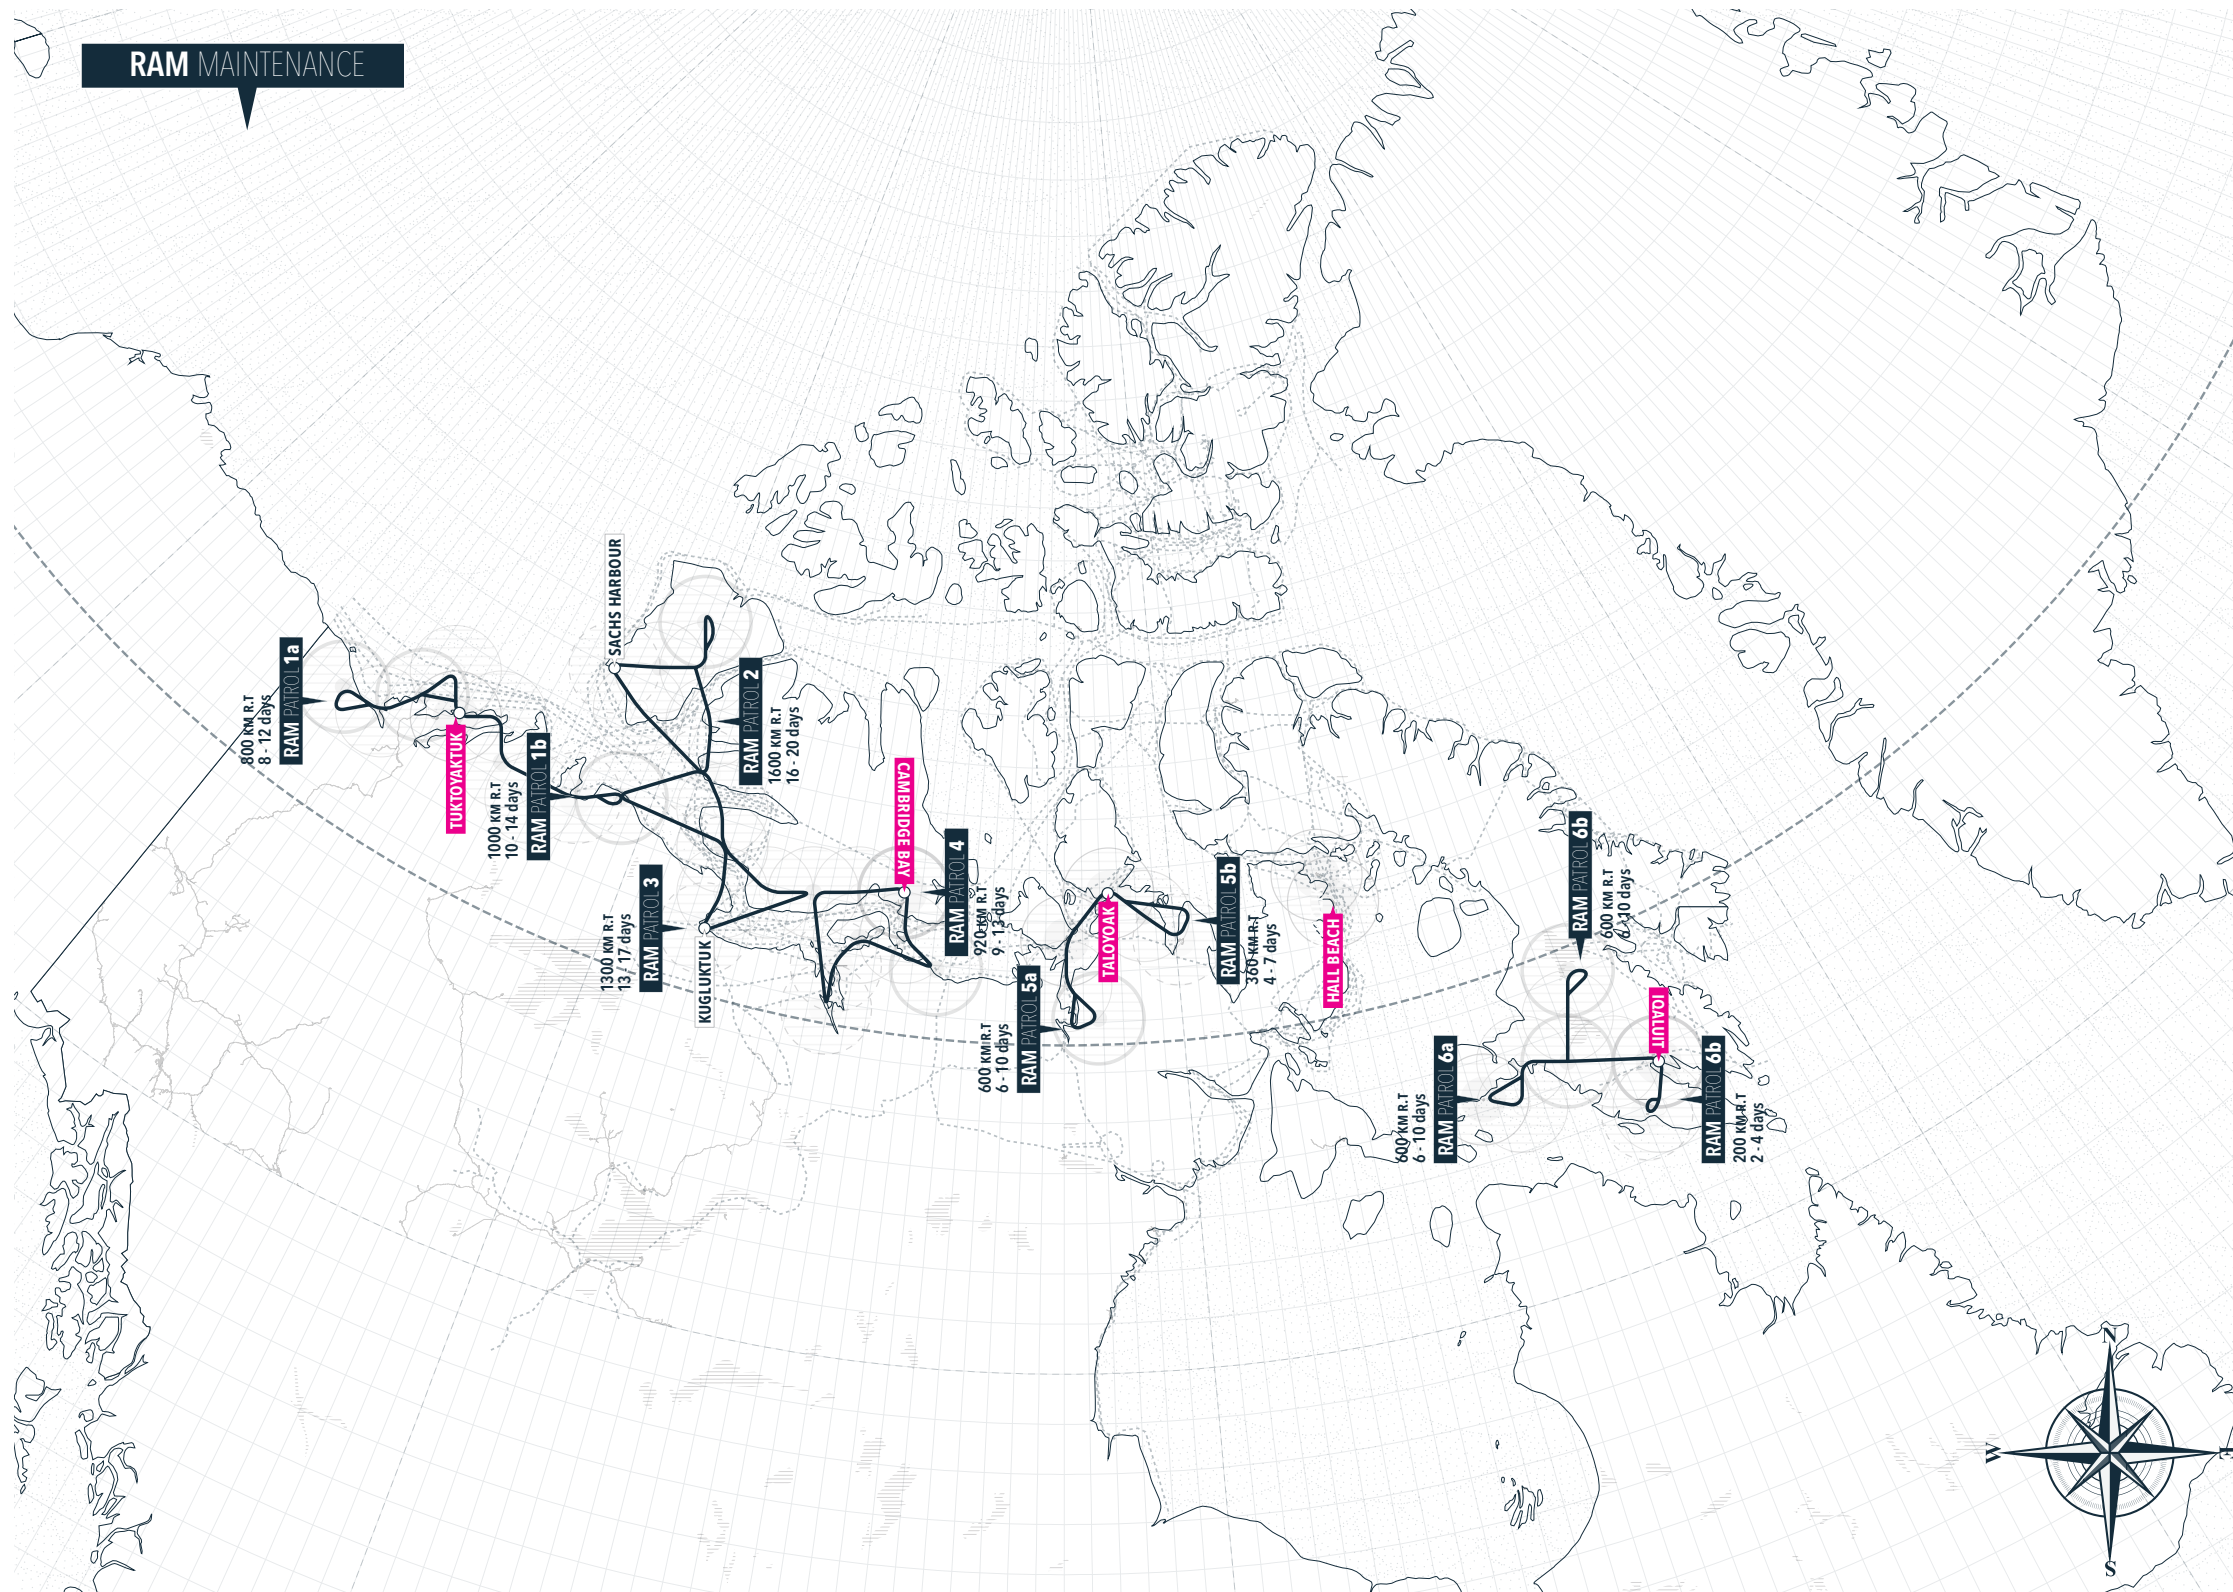 RAM MAINTENANCE
800 KM R.T
8 - 12 days
RAM PATROL 1a
TUKTOYAKTUK
1000 KM R.T
10 - 14 days
RAM PATROL 1b
SACHS HARBOUR
RAM PATROL 2
1600 KM R.T
16 - 20 days
1300 KM R.T
13 - 17 days
RAM PATROL 3
KUGLUKTUK
CAMBRIDGE BAY
RAM PATROL 4
920 KM R.T
9 - 13 days
600 KM R.T
6 - 10 days
RAM PATROL 5a
TALOYOAK
RAM PATROL 5b
360 KM R.T
4 - 7 days
HALL BEACH
RAM PATROL 6b
600 KM R.T
6 - 10 days
600 KM R.T
6 - 10 days
RAM PATROL 6a
IQALUIT
RAM PATROL 6b
200 KM R.T
2 - 4 days
N
W
E
S